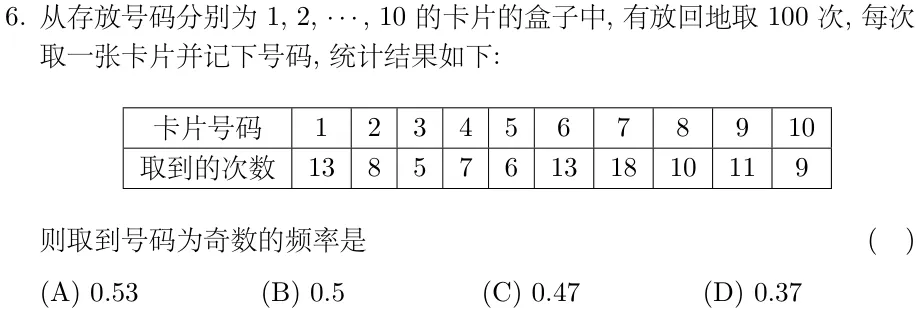 6. 从存放号码分别为 1, 2, ···, 10 的卡片的盒子中, 有放回地取 100 次, 每次
取一张卡片并记下号码, 统计结果如下:
卡片号码 1 2 3 4 5 6 7 8 9 10
取到的次数 13 8 5 7 6 13 18 10 11 9
则取到号码为奇数的频率是 ( )
(A) 0.53 (B) 0.5 (C) 0.47 (D) 0.37